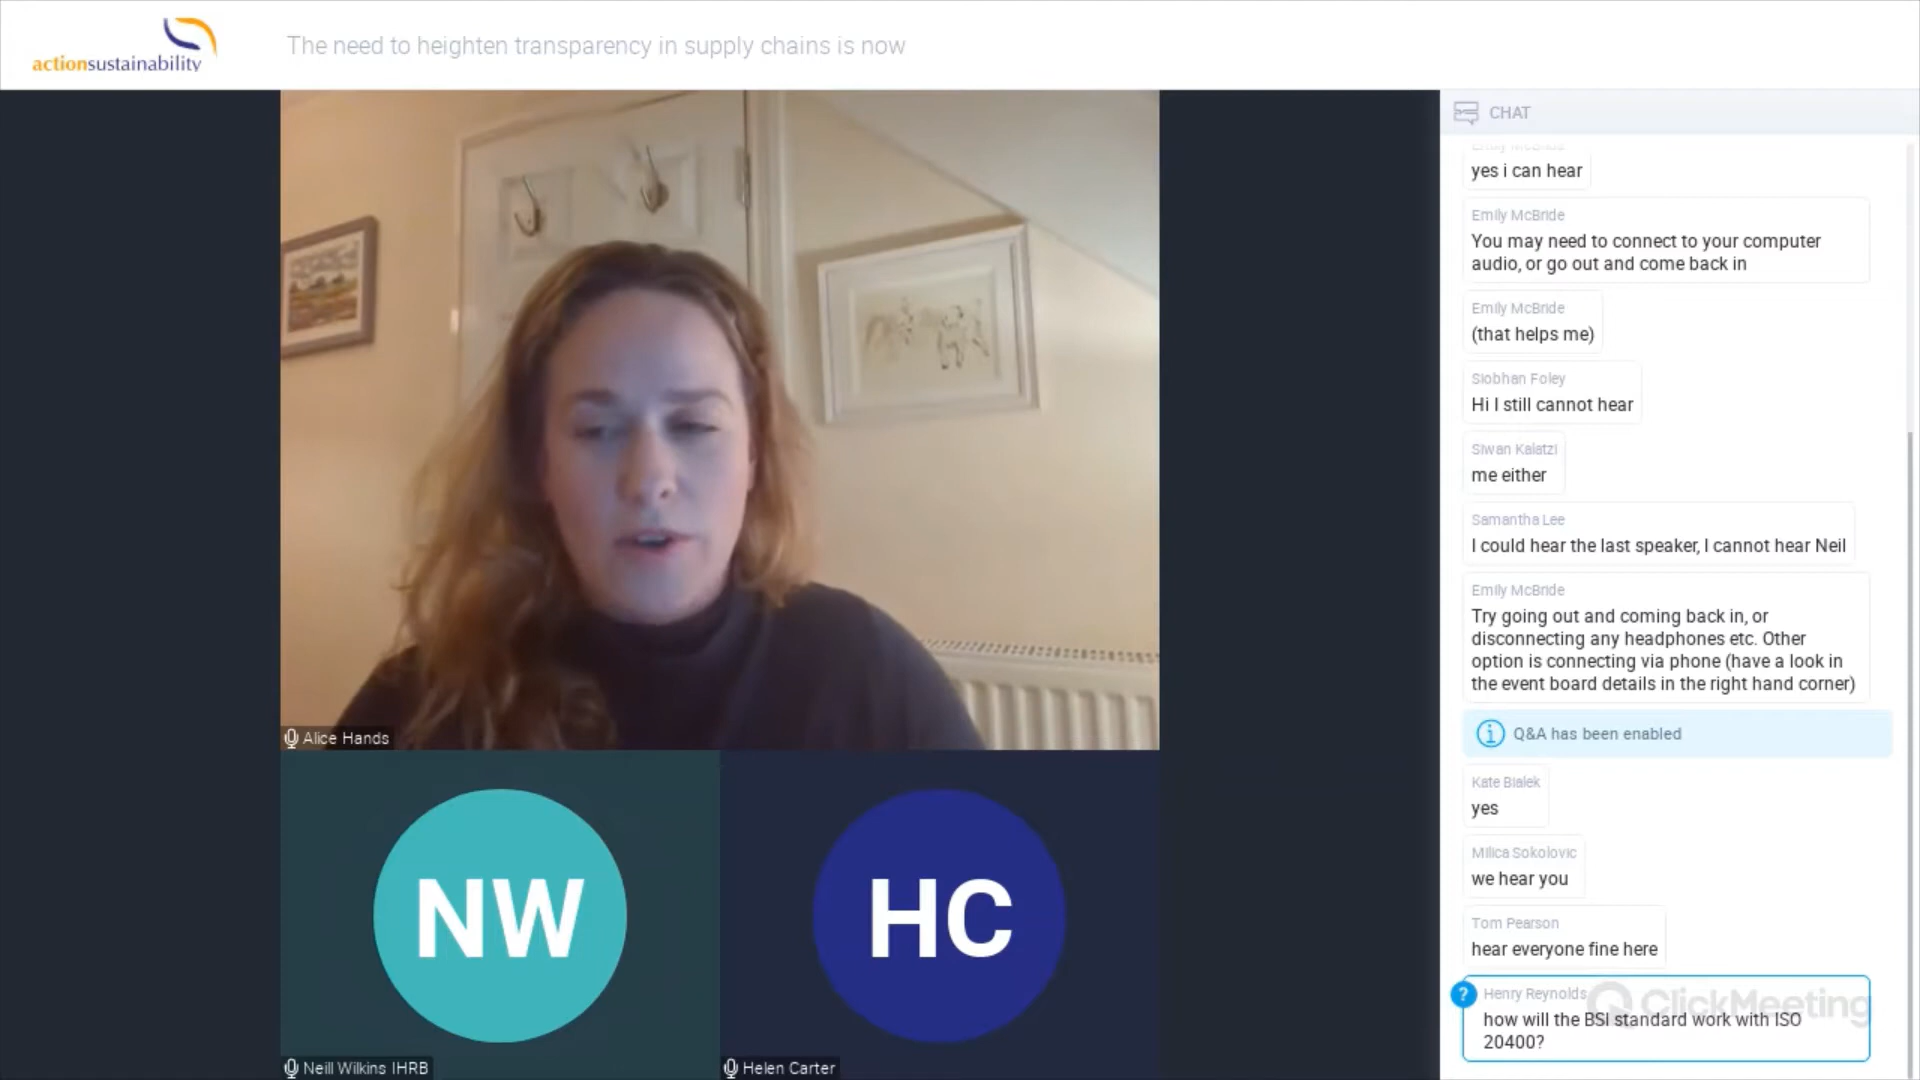 actionsustainability
The need to heighten transparency in supply chains is now
CHAT
Emily McBride
yes i can hear
Emily McBride
You may need to connect to your computer
audio, or go out and come back in
Emily McBride
(that helps me)
Siobhan Foley
Hi I still cannot hear
Siwan Kalatzi
me either
Samantha Lee
I could hear the last speaker, I cannot hear Neil
Emily McBride
Try going out and coming back in, or
disconnecting any headphones etc. Other
option is connecting via phone (have a look in
the event board details in the right hand corner)
Q&A has been enabled
Kate Bialek
yes
Milica Sokolovic
we hear you
Tom Pearson
hear everyone fine here
?
Henry Reynolds
how will the BSI standard work with ISO
20400?
ClickMeeting
Alice Hands
NW
HC
Neill Wilkins IHRB
Helen Carter